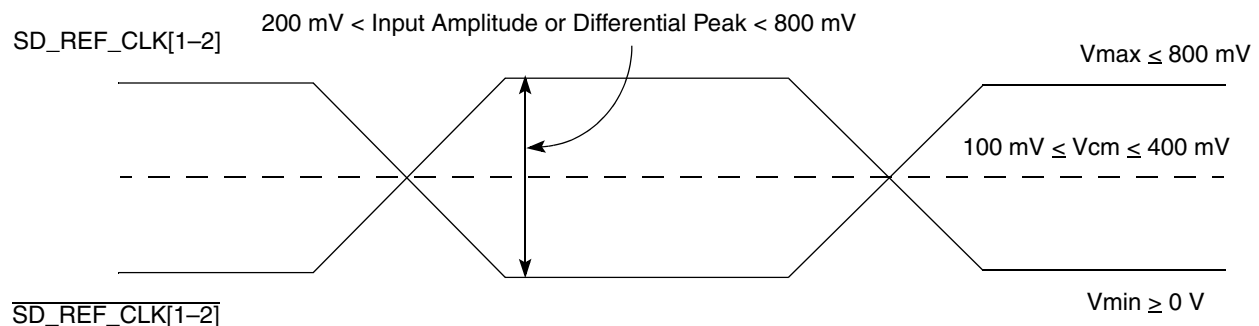 200 mV < Input Amplitude or Differential Peak < 800 mV
SD_REF_CLK[1–2]
Vmax ≤ 800 mV
100 mV ≤ Vcm ≤ 400 mV
Vmin ≥ 0 V
SD_REF_CLK[1–2]